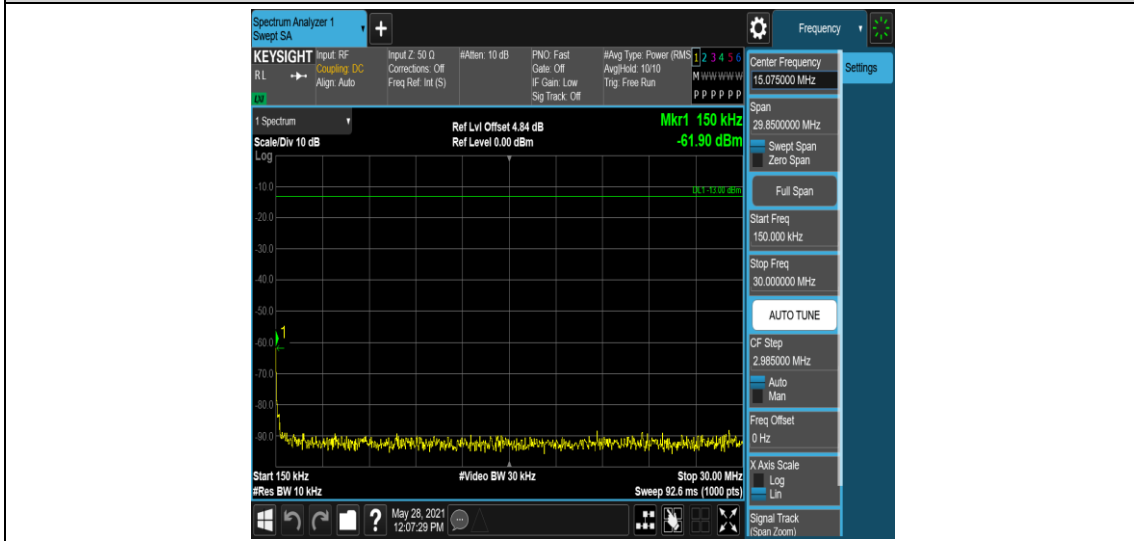 Spectrum Analyzer 1
Swept SA
+
Frequency
KEYSIGHT
RL
Input: RF
Coupling: DC
Align: Auto
Input Z: 50 Ω
Corrections: Off
Freq Ref: Int (S)
#Atten: 10 dB
PNO: Fast
Gate: Off
IF Gain: Low
Sig Track: Off
#Avg Type: Power (RMS
Avg|Hold: 10/10
Trig: Free Run
1 2 3 4 5 6
M W W W W W
P P P P P P
1 Spectrum
Scale/Div 10 dB
Log
Ref Lvl Offset 4.84 dB
Ref Level 0.00 dBm
Mkr1 150 kHz
-61.90 dBm
DL1 -13.00 dBm
-10.0
-20.0
-30.0
-40.0
-50.0
-60.0
-70.0
-80.0
-90.0
1
Start 150 kHz
#Res BW 10 kHz
#Video BW 30 kHz
Stop 30.00 MHz
Sweep 92.6 ms (1000 pts)
Center Frequency
15.075000 MHz
Settings
Span
29.8500000 MHz
Swept Span
Zero Span
Full Span
Start Freq
150.000 kHz
Stop Freq
30.000000 MHz
AUTO TUNE
CF Step
2.985000 MHz
Auto
Man
Freq Offset
0 Hz
X Axis Scale
Log
Lin
Signal Track
(Span Zoom)
?
May 28, 2021
12:07:29 PM